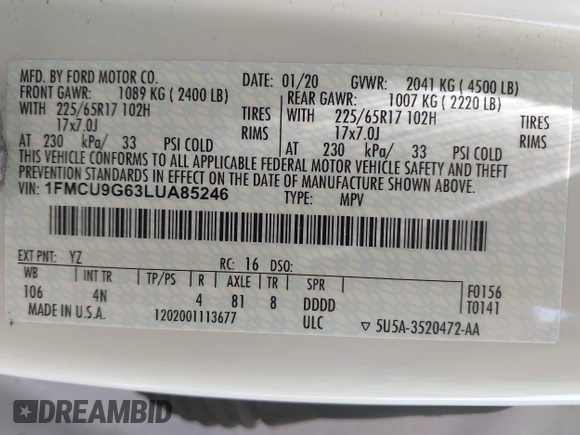 MFD. BY FORD MOTOR CO. DATE: 01/20 GVWR: 2041 KG ( 4500 LB)
FRONT GAWR: 1089 KG ( 2400 LB) REAR GAWR: 1007 KG ( 2220 LB)
WITH 225/65R17 102H TIRES WITH 225/65R17 102H TIRES
17x7.0J RIMS 17x7.0J RIMS
AT 230 kPa/ 33 PSI COLD AT 230 kPa/ 33 PSI COLD
THIS VEHICLE CONFORMS TO ALL APPLICABLE FEDERAL MOTOR VEHICLE SAFETY AND THEFT
PREVENTION STANDARDS IN EFFECT ON THE DATE OF MANUFACTURE SHOWN ABOVE.
VIN: 1FMCU9G63LUA85246 TYPE: MPV
EXT PNT: YZ RC: 16 DSO:
WB INT TR TP/PS R AXLE TR SPR F0156
106 4N 4 81 8 DDDD T0141
MADE IN U.S.A. 1202001113677 ULC ▽ 5U5A-3520472-AA
DREAMBID